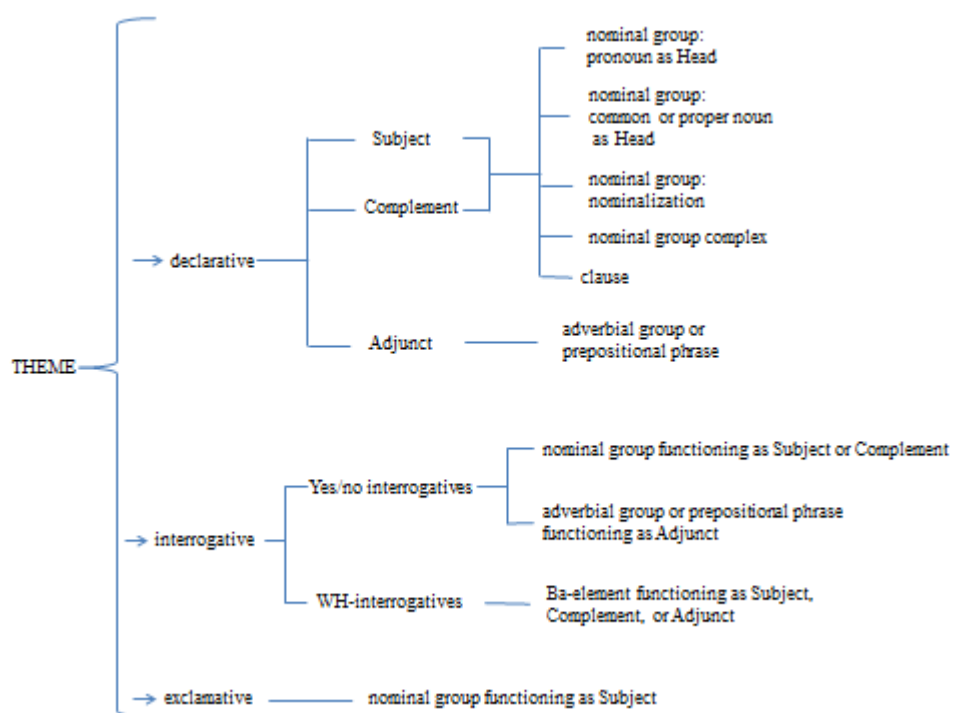 THEME
declarative
Subject
Complement
nominal group:
pronoun as Head
nominal group:
common or proper noun
as Head
nominal group:
nominalization
nominal group complex
clause
Adjunct
adverbial group or
prepositional phrase
interrogative
Yes/no interrogatives
nominal group functioning as Subject or Complement
adverbial group or prepositional phrase
functioning as Adjunct
WH-interrogatives
Ba-element functioning as Subject,
Complement, or Adjunct
exclamative
nominal group functioning as Subject